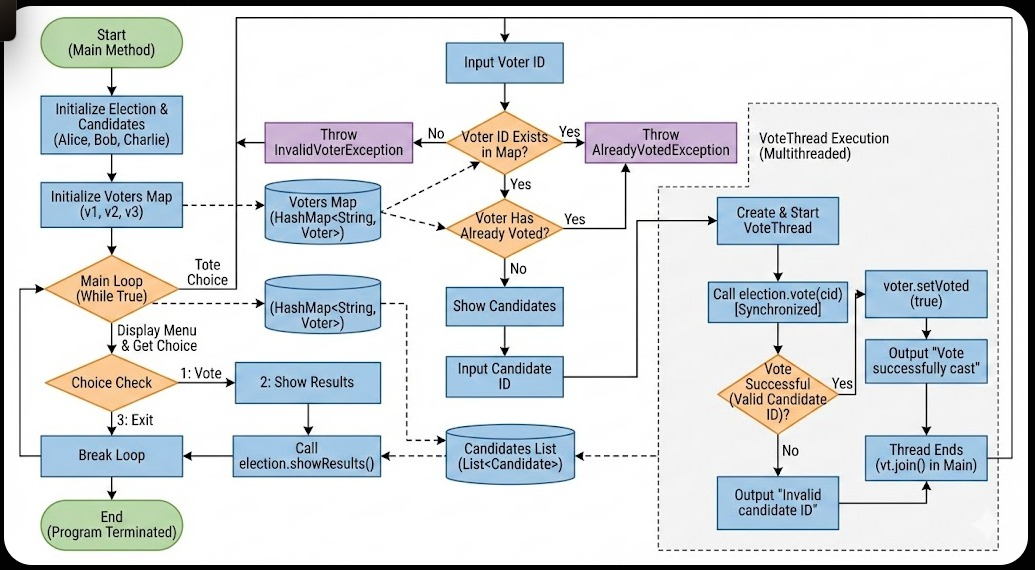 Start
(Main Method)
Initialize Election &
Candidates
(Alice, Bob, Charlie)
Initialize Voters Map
(v1, v2, v3)
Main Loop
(While True)
Tote
Choice
Display Menu
& Get Choice
Choice Check
1: Vote
3: Exit
Break Loop
End
(Program Terminated)
Throw
InvalidVoterException
No
Voters Map
(HashMap<String,
Voter>)
(HashMap<String,
Voter>)
2: Show Results
Call
election.showResults()
Input Voter ID
Voter ID Exists
in Map?
Yes
Yes
Throw
AlreadyVotedException
Voter Has
Already Voted?
Yes
No
Show Candidates
Input Candidate
ID
Candidates List
(List<Candidate>)
VoteThread Execution
(Multithreaded)
Create & Start
VoteThread
Call election.vote(cid)
[Synchronized]
Vote
Successful
(Valid Candidate
ID)?
Yes
No
Output "Invalid
candidate ID"
voter.setVoted
(true)
Output "Vote
successfully cast"
Thread Ends
(vt.join() in Main)